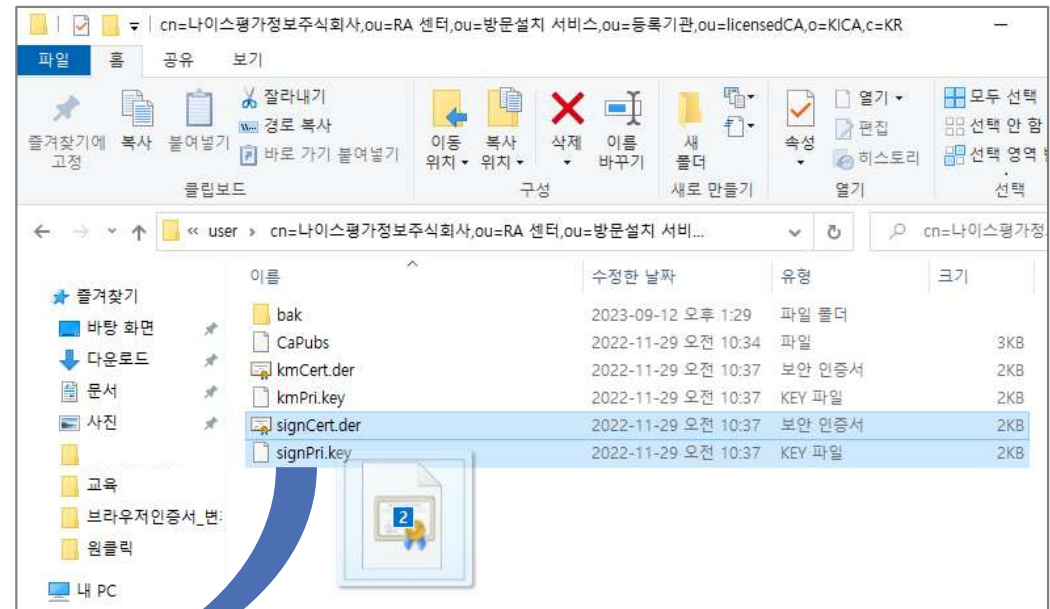 cn=나이스평가정보주식회사,ou=RA 센터,ou=방문설치 서비스,ou=등록기관,ou=licensedCA,o=KICA,c=KR
파일 홈 공유 보기
즐겨찾기에 고정
복사
붙여넣기
잘라내기
경로 복사
바로 가기 붙여넣기
클립보드
이동 위치
복사 위치
삭제
이름 바꾸기
구성
새 폴더
새로 만들기
속성
열기
편집
히스토리
열기
모두 선택
선택 안 함
선택 영역
선택
« user › cn=나이스평가정보주식회사,ou=RA 센터,ou=방문설치 서비...
cn=나이스평가정
즐겨찾기
바탕 화면
다운로드
문서
사진
교육
브라우저인증서_변
원클릭
내 PC
이름 수정한 날짜 유형 크기
bak 2023-09-12 오후 1:29 파일 폴더
CaPubs 2022-11-29 오전 10:34 파일 3KB
kmCert.der 2022-11-29 오전 10:37 보안 인증서 2KB
kmPri.key 2022-11-29 오전 10:37 KEY 파일 2KB
signCert.der 2022-11-29 오전 10:37 보안 인증서 2KB
signPri.key 2022-11-29 오전 10:37 KEY 파일 2KB
2